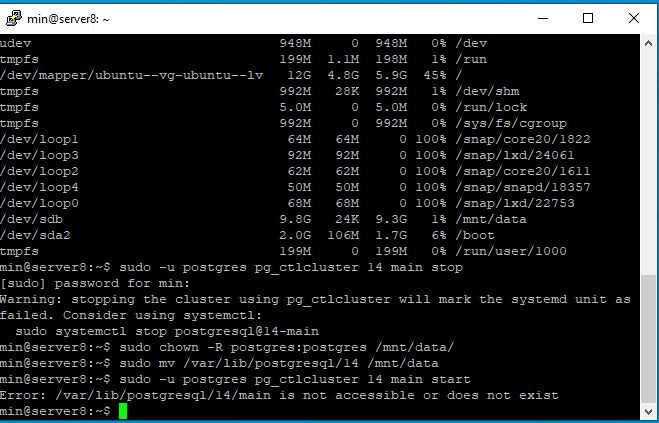 min@server8: ~
udev 948M 0 948M 0% /dev
tmpfs 199M 1.1M 198M 1% /run
/dev/mapper/ubuntu--vg-ubuntu--lv 12G 4.8G 5.9G 45% /
tmpfs 992M 28K 992M 1% /dev/shm
tmpfs 5.0M 0 5.0M 0% /run/lock
tmpfs 992M 0 992M 0% /sys/fs/cgroup
/dev/loop1 64M 64M 0 100% /snap/core20/1822
/dev/loop3 92M 92M 0 100% /snap/lxd/24061
/dev/loop2 62M 62M 0 100% /snap/core20/1611
/dev/loop4 50M 50M 0 100% /snap/snapd/18357
/dev/loop0 68M 68M 0 100% /snap/lxd/22753
/dev/sdb 9.8G 24K 9.3G 1% /mnt/data
/dev/sda2 2.0G 106M 1.7G 6% /boot
tmpfs 199M 0 199M 0% /run/user/1000
min@server8:~$ sudo -u postgres pg_ctlcluster 14 main stop
[sudo] password for min:
Warning: stopping the cluster using pg_ctlcluster will mark the systemd unit as
failed. Consider using systemctl:
  sudo systemctl stop postgresql@14-main
min@server8:~$ sudo chown -R postgres:postgres /mnt/data/
min@server8:~$ sudo mv /var/lib/postgresql/14 /mnt/data
min@server8:~$ sudo -u postgres pg_ctlcluster 14 main start
Error: /var/lib/postgresql/14/main is not accessible or does not exist
min@server8:~$